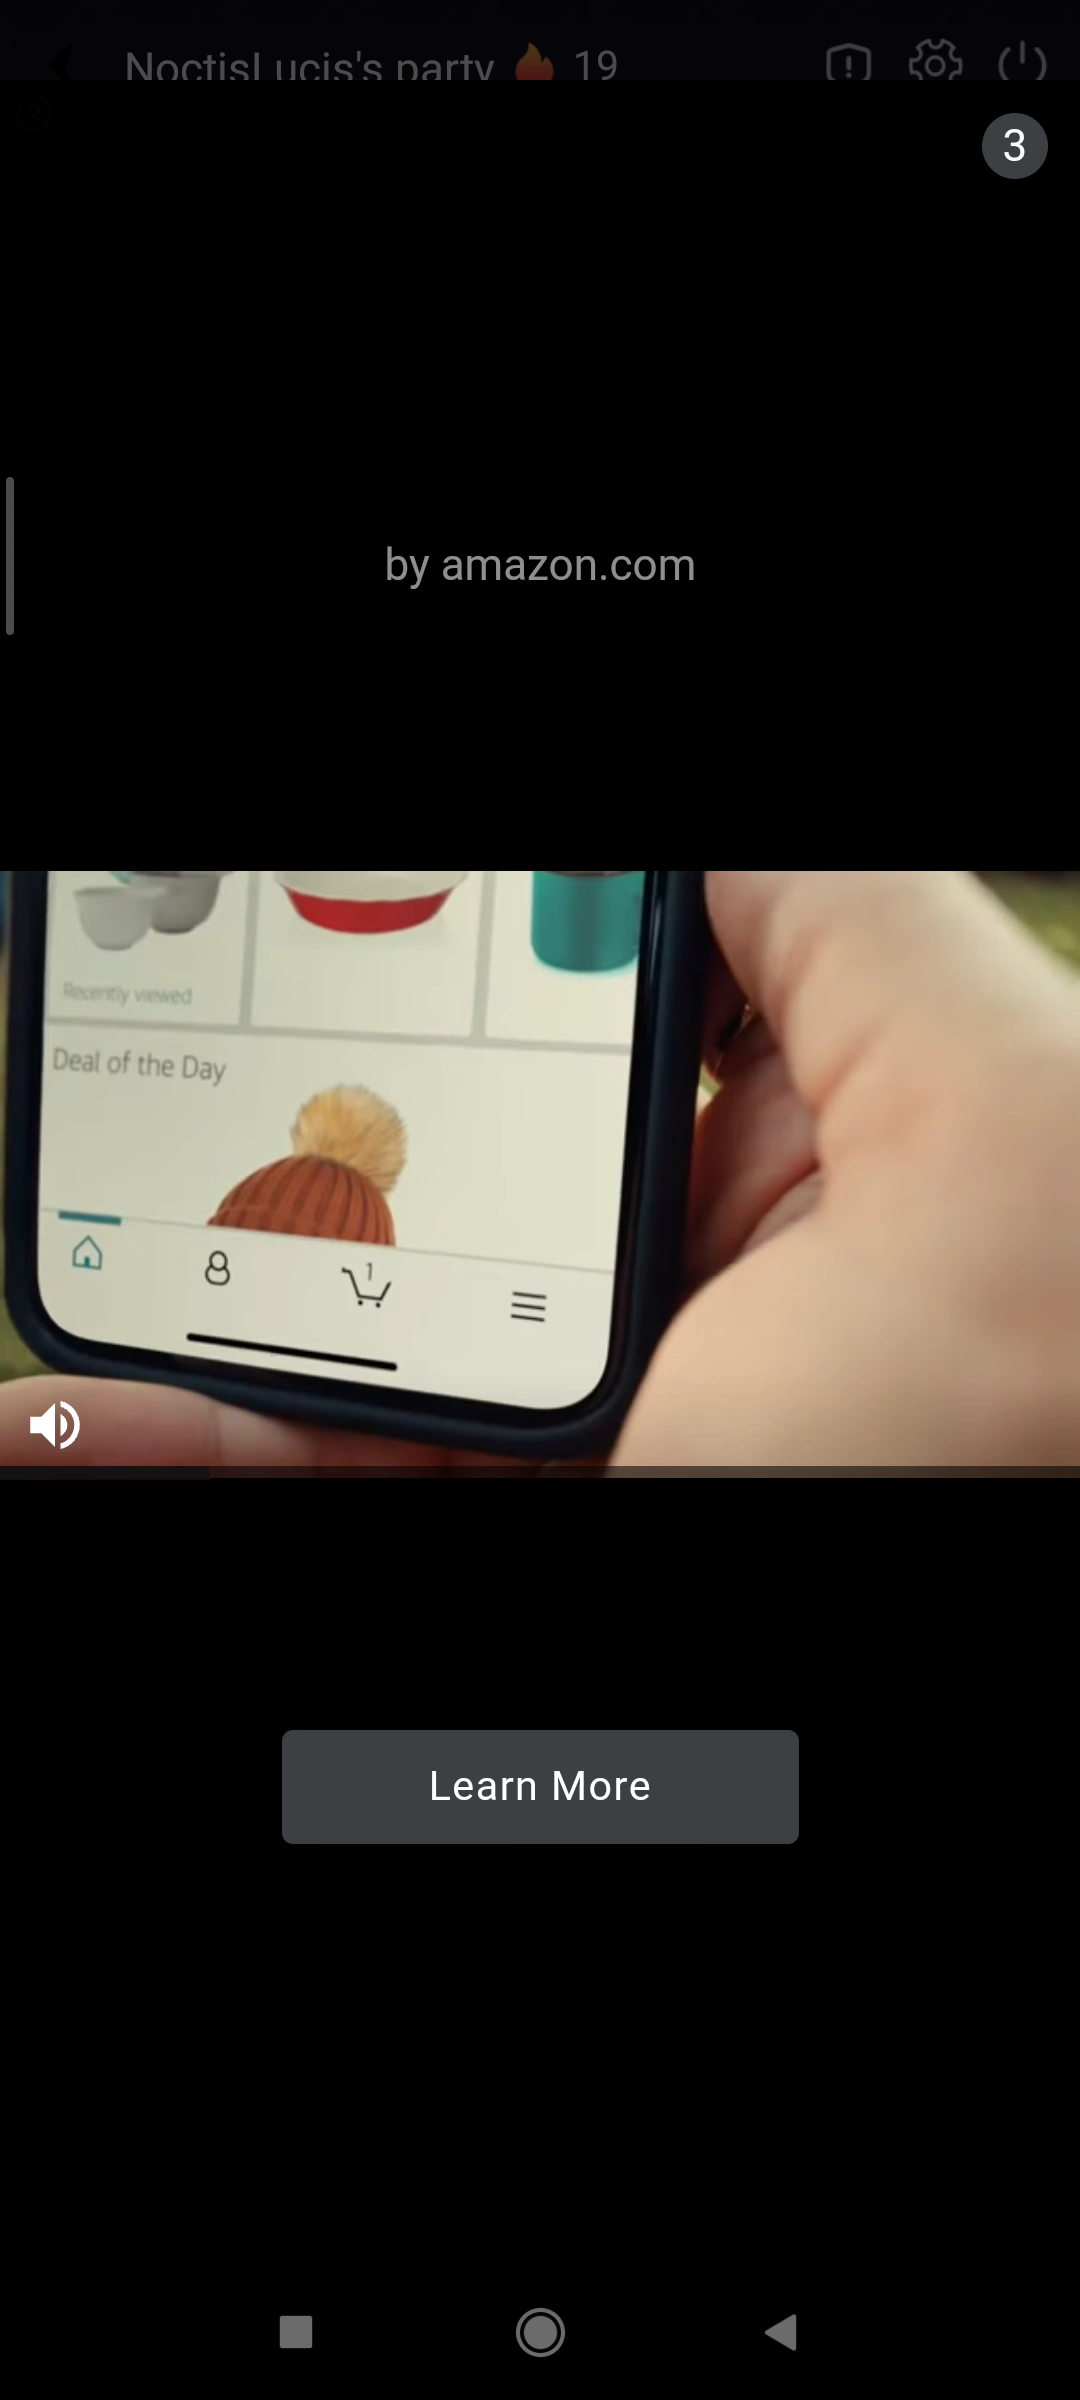 NoctisLucis's party 🔥 19
3
by amazon.com
Recently viewed
Deal of the Day
1
Learn More